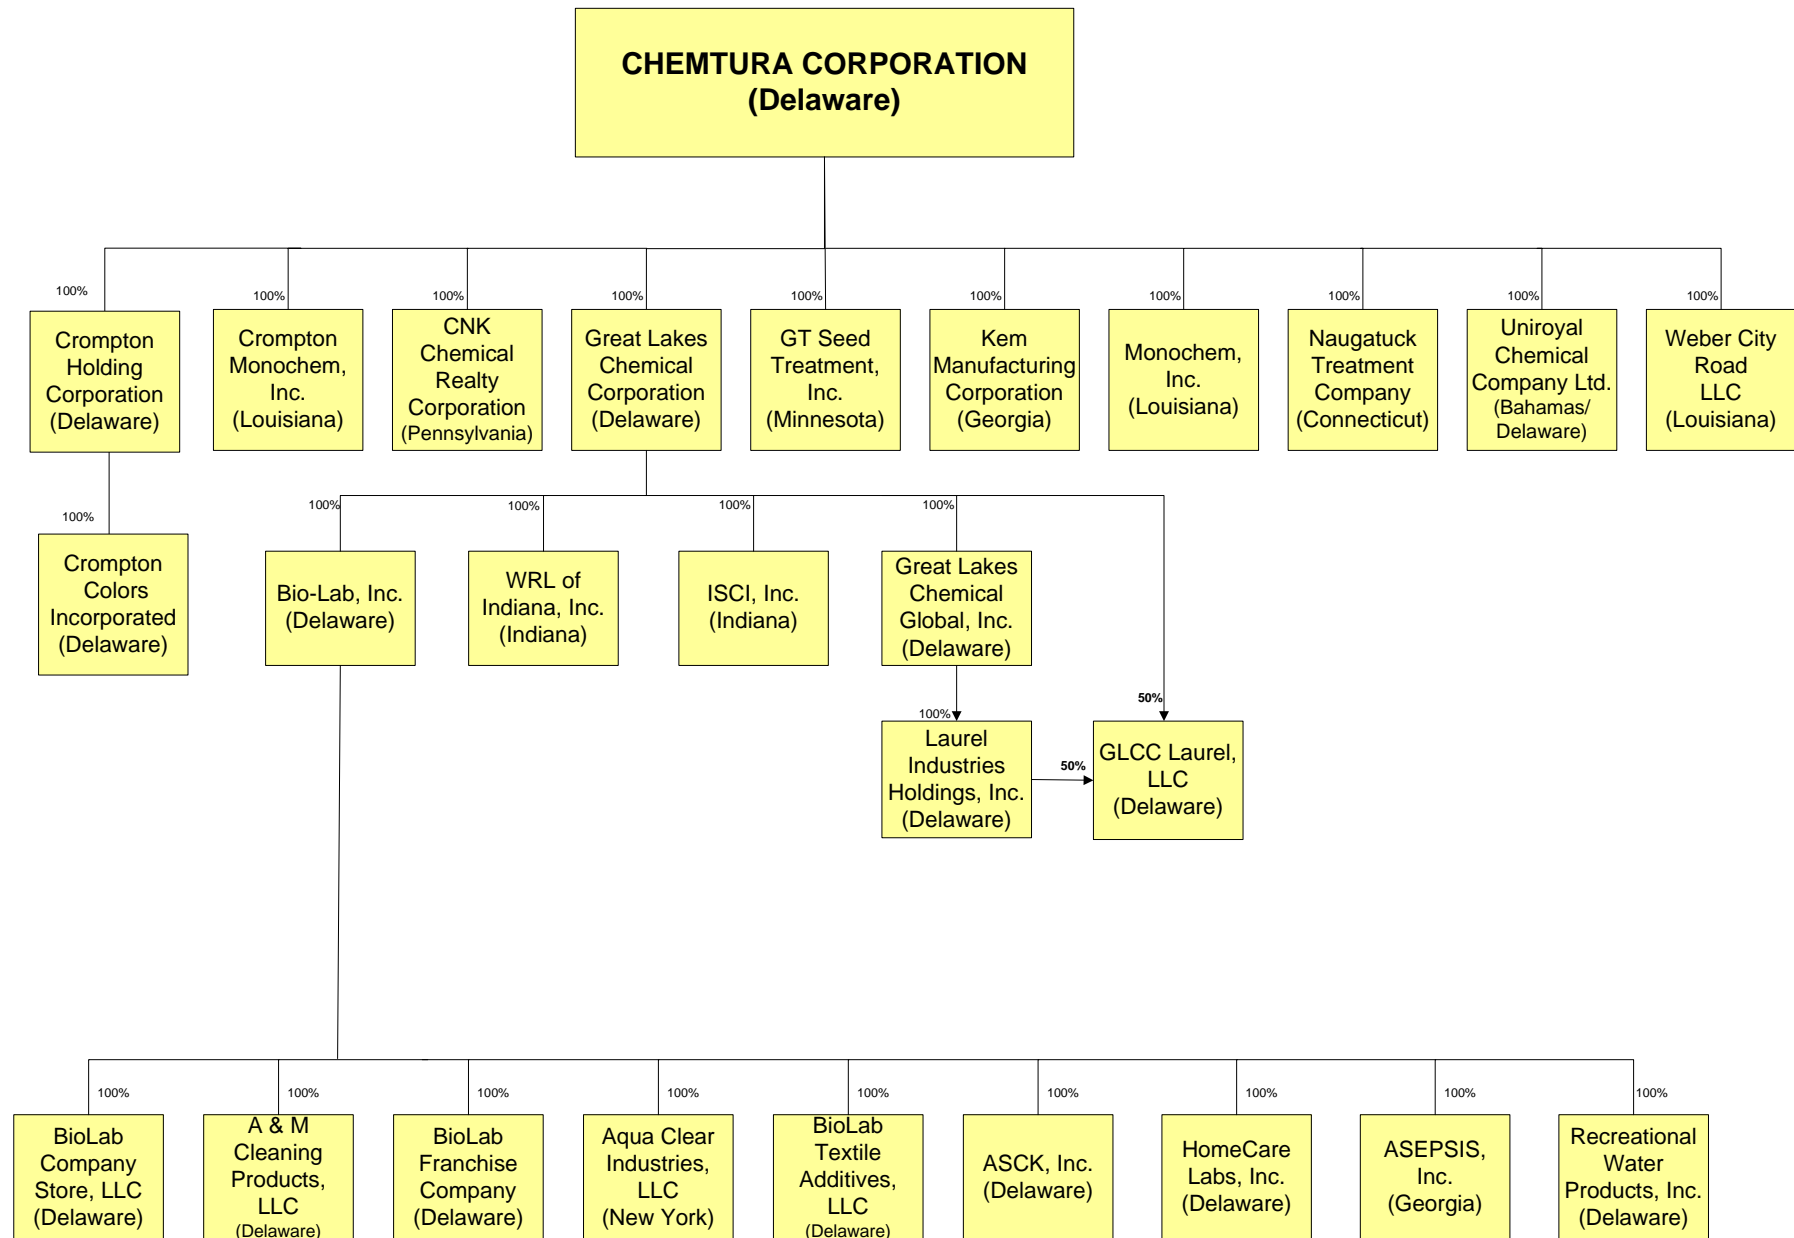 CHEMTURA CORPORATION
(Delaware)
100%
100%
100%
100%
100%
100%
100%
100%
100%
100%
Crompton
Holding
Corporation
(Delaware)
Crompton
Monochem,
Inc.
(Louisiana)
CNK
Chemical
Realty
Corporation
(Pennsylvania)
Great Lakes
Chemical
Corporation
(Delaware)
GT Seed
Treatment,
Inc.
(Minnesota)
Kem
Manufacturing
Corporation
(Georgia)
Monochem,
Inc.
(Louisiana)
Naugatuck
Treatment
Company
(Connecticut)
Uniroyal
Chemical
Company Ltd.
(Bahamas/
Delaware)
Weber City
Road
LLC
(Louisiana)
100%
100%
100%
100%
100%
Crompton
Colors
Incorporated
(Delaware)
Bio-Lab, Inc.
(Delaware)
WRL of
Indiana, Inc.
(Indiana)
ISCI, Inc.
(Indiana)
Great Lakes
Chemical
Global, Inc.
(Delaware)
100%
50%
Laurel
Industries
Holdings, Inc.
(Delaware)
50%
GLCC Laurel,
LLC
(Delaware)
100%
100%
100%
100%
100%
100%
100%
100%
100%
BioLab
Company
Store, LLC
(Delaware)
A & M
Cleaning
Products,
LLC
(Delaware)
BioLab
Franchise
Company
(Delaware)
Aqua Clear
Industries,
LLC
(New York)
BioLab
Textile
Additives,
LLC
(Delaware)
ASCK, Inc.
(Delaware)
HomeCare
Labs, Inc.
(Delaware)
ASEPSIS,
Inc.
(Georgia)
Recreational
Water
Products, Inc.
(Delaware)